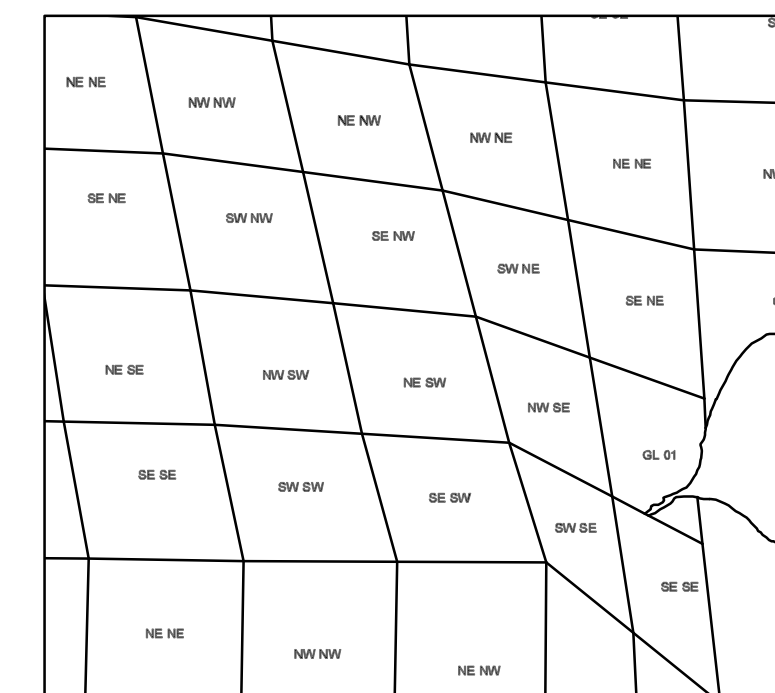 NE NE
NW NW
NE NW
NW NE
NE NE
SE NE
SW NW
SE NW
SW NE
SE NE
NE SE
NW SW
NE SW
NW SE
GL 01
SE SE
SW SW
SE SW
SW SE
SE SE
NE NE
NW NW
NE NW